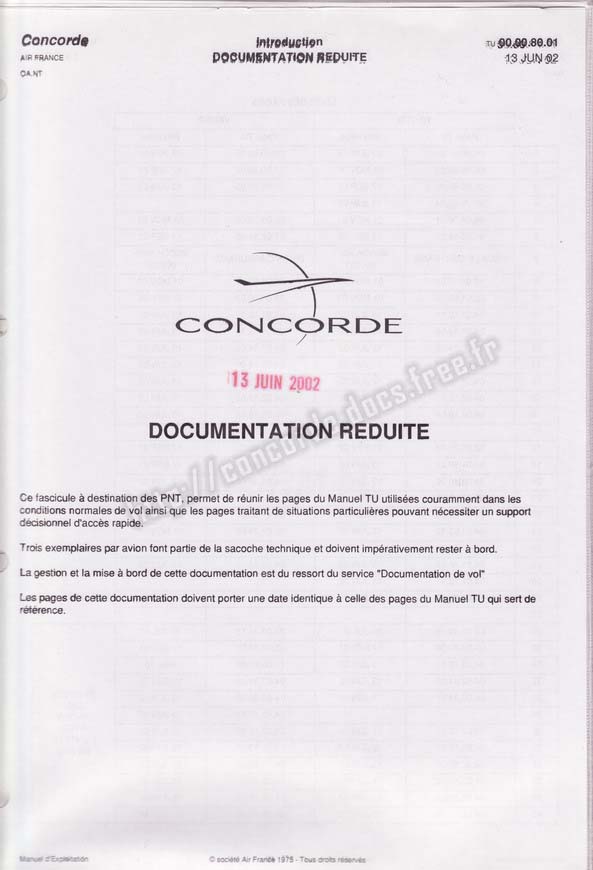 Concorde
Introduction
TU 00.00.80.01
AIR FRANCE
DOCUMENTATION REDUITE
13 JUN 02
OA.NT
CONCORDE
13 JUIN 2002
DOCUMENTATION REDUITE
http://concorde.docs.free.fr
Ce fascicule à destination des PNT, permet de réunir les pages du Manuel TU utilisées couramment dans les
conditions normales de vol ainsi que les pages traitant de situations particulières pouvant nécessiter un support
décisionnel d'accès rapide.
Trois exemplaires par avion font partie de la sacoche technique et doivent impérativement rester à bord.
La gestion et la mise à bord de cette documentation est du ressort du service "Documentation de vol"
Les pages de cette documentation doivent porter une date identique à celle des pages du Manuel TU qui sert de
référence.
Manuel d'Exploitation
© société Air France 1975 - Tous droits réservés